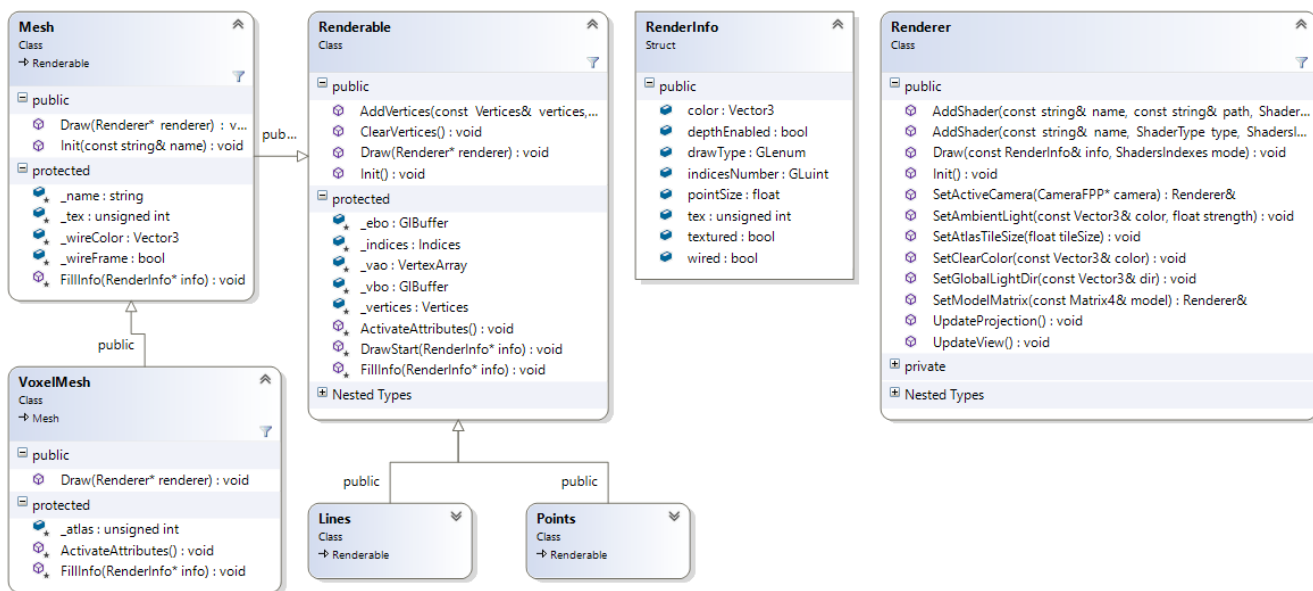 Mesh
Class
Renderable
public
Draw(Renderer* renderer) : v...
Init(const string& name) : void
protected
_name : string
_tex : unsigned int
_wireColor : Vector3
_wireFrame : bool
FillInfo(RenderInfo* info) : void
public
VoxelMesh
Class
Mesh
public
Draw(Renderer* renderer) : void
protected
_atlas : unsigned int
ActivateAttributes() : void
FillInfo(RenderInfo* info) : void
pub...
Renderable
Class
public
AddVertices(const Vertices& vertices,...
ClearVertices() : void
Draw(Renderer* renderer) : void
Init() : void
protected
_ebo : GlBuffer
_indices : Indices
_vao : VertexArray
_vbo : GlBuffer
_vertices : Vertices
ActivateAttributes() : void
DrawStart(RenderInfo* info) : void
FillInfo(RenderInfo* info) : void
Nested Types
public
public
Lines
Class
Renderable
Points
Class
Renderable
RenderInfo
Struct
public
color : Vector3
depthEnabled : bool
drawType : GLenum
indicesNumber : GLuint
pointSize : float
tex : unsigned int
textured : bool
wired : bool
Renderer
Class
public
AddShader(const string& name, const string& path, Shader...
AddShader(const string& name, ShaderType type, ShadersI...
Draw(const RenderInfo& info, ShadersIndexes mode) : void
Init() : void
SetActiveCamera(CameraFPP* camera) : Renderer&
SetAmbientLight(const Vector3& color, float strength) : void
SetAtlasTileSize(float tileSize) : void
SetClearColor(const Vector3& color) : void
SetGlobalLightDir(const Vector3& dir) : void
SetModelMatrix(const Matrix4& model) : Renderer&
UpdateProjection() : void
UpdateView() : void
private
Nested Types